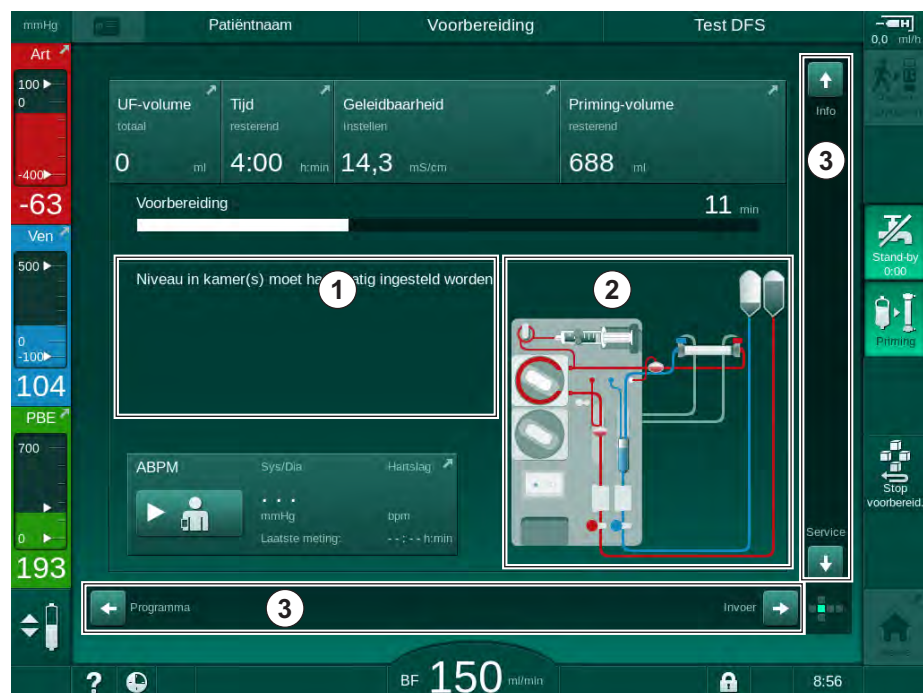 mmHg
Patiëntnaam
Voorbereiding
Test DFS
0,0 ml/h
Art
100
0
-400
-63
Ven
500
0
-100
104
PBE
700
0
193
UF-volume
totaal
0 ml
Tijd
resterend
4:00 h:min
Geleidbaarheid
instellen
14,3 mS/cm
Priming-volume
resterend
688 ml
Voorbereiding
11 min
Niveau in kamer(s) moet ha atig ingesteld worden
1
2
ABPM
Sys/Dia
Hartslag
. . .
mmHg
bpm
Laatste meting:
--:-- h:min
Info
3
Service
Programma
3
Invoer
Stand-by
0:00
Priming
Stop
voorbereid.
?
BF 150 ml/min
8:56